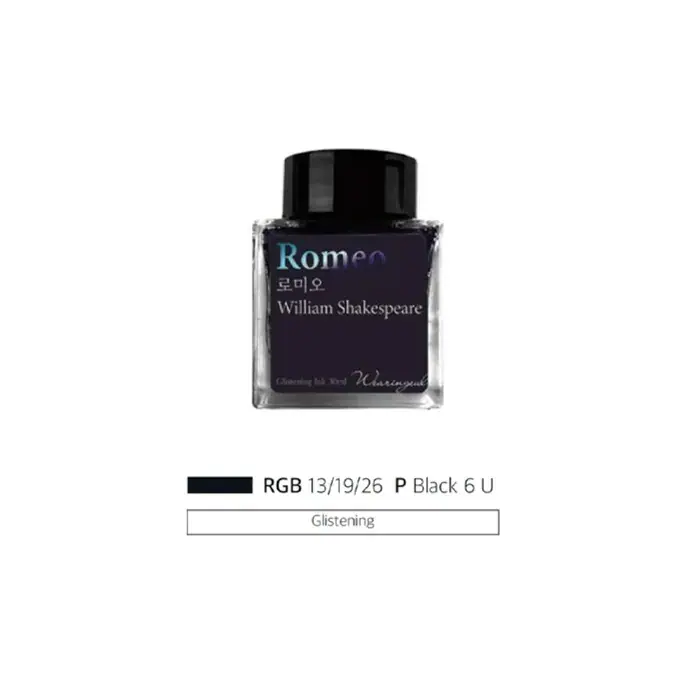 Romeo
로미오
William Shakespeare
Glistening Ink 30ml Wearingeul
RGB 13/19/26 P Black 6 U
Glistening